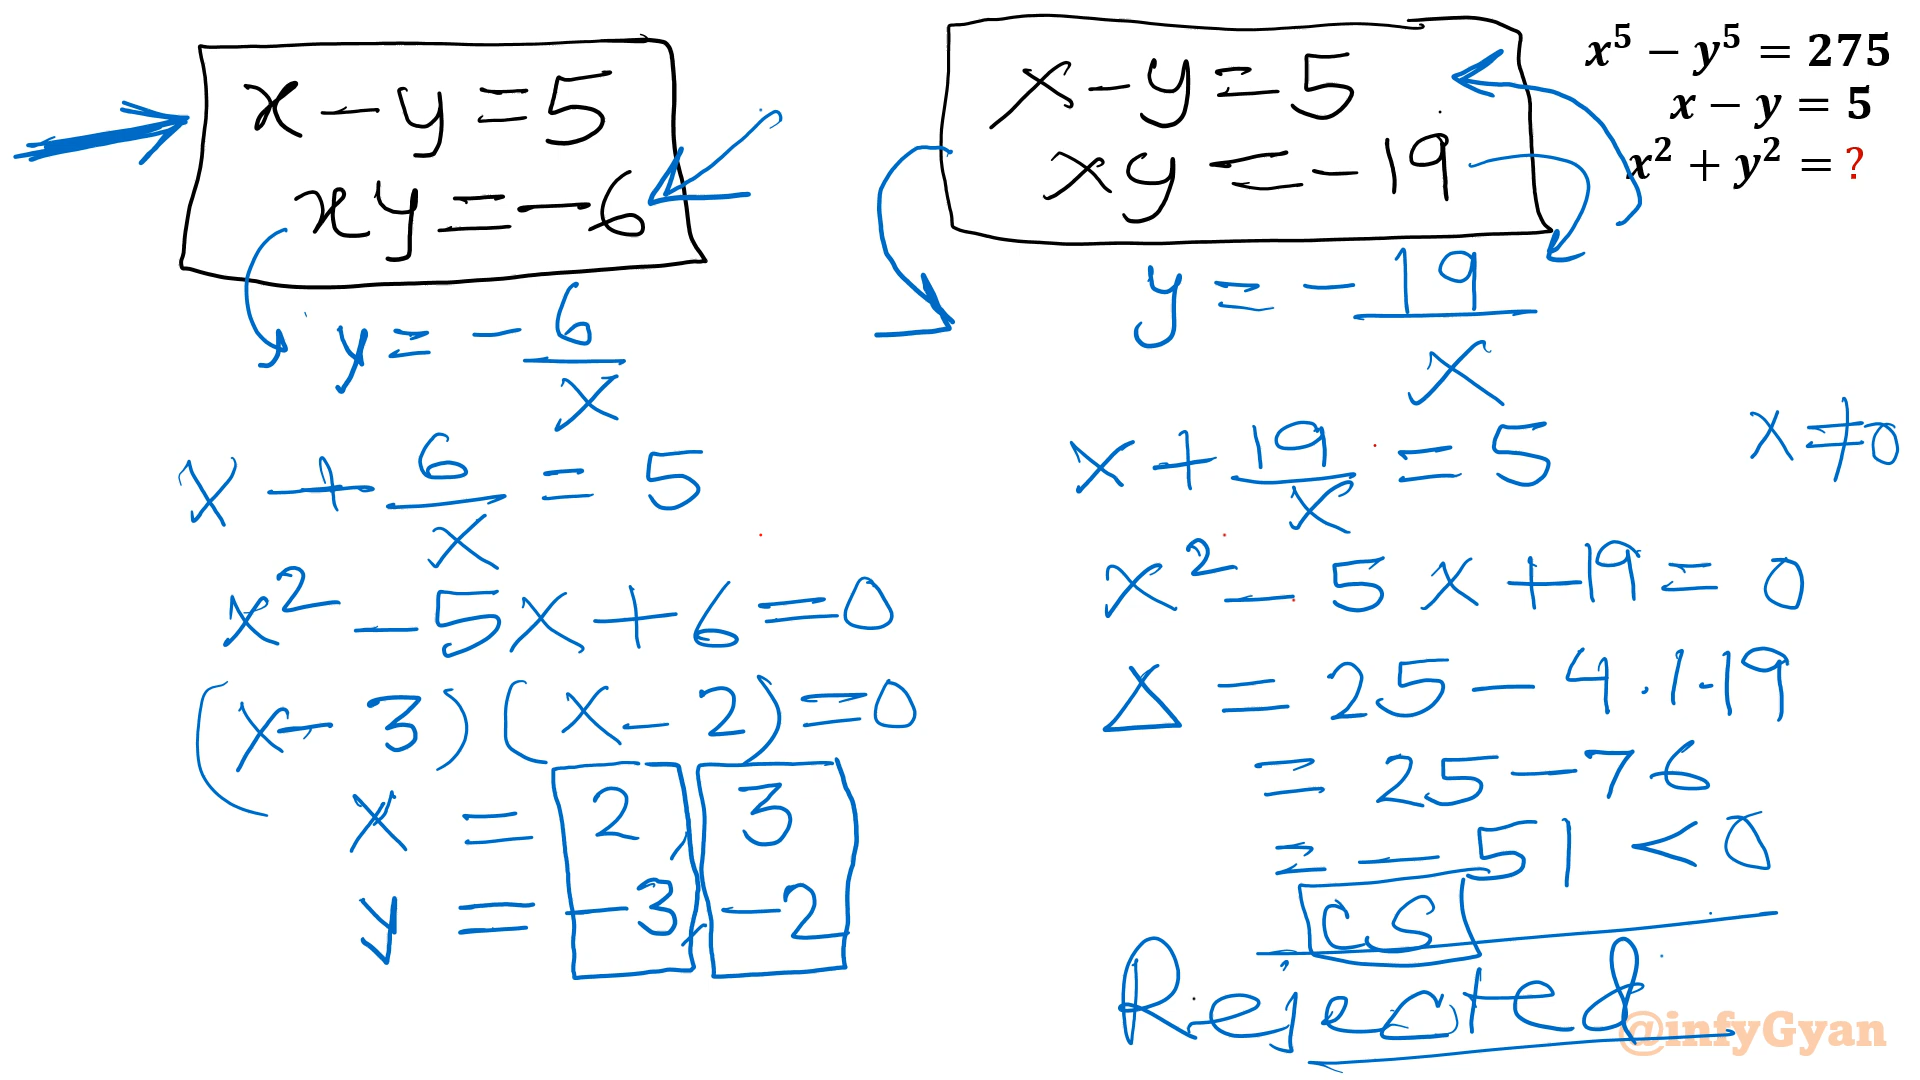 x⁵ − y⁵ = 275
x − y = 5
x² + y² = ?
x − y = 5
xy = −6
y = − 6/x
x + 6/x = 5
x² − 5x + 6 = 0
(x − 3)(x − 2) = 0
x = 2, 3
y = −3, −2
x − y = 5
xy = −19
y = − 19/x
x + 19/x = 5
x ≠ 0
x² − 5x + 19 = 0
Δ = 25 − 4·1·19
= 25 − 76
= − 51 < 0
CS
Rejected
@infyGyan